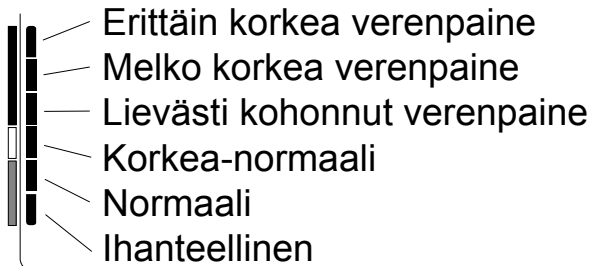 Erittäin korkea verenpaine
Melko korkea verenpaine
Lievästi kohonnut verenpaine
Korkea-normaali
Normaali
Ihanteellinen